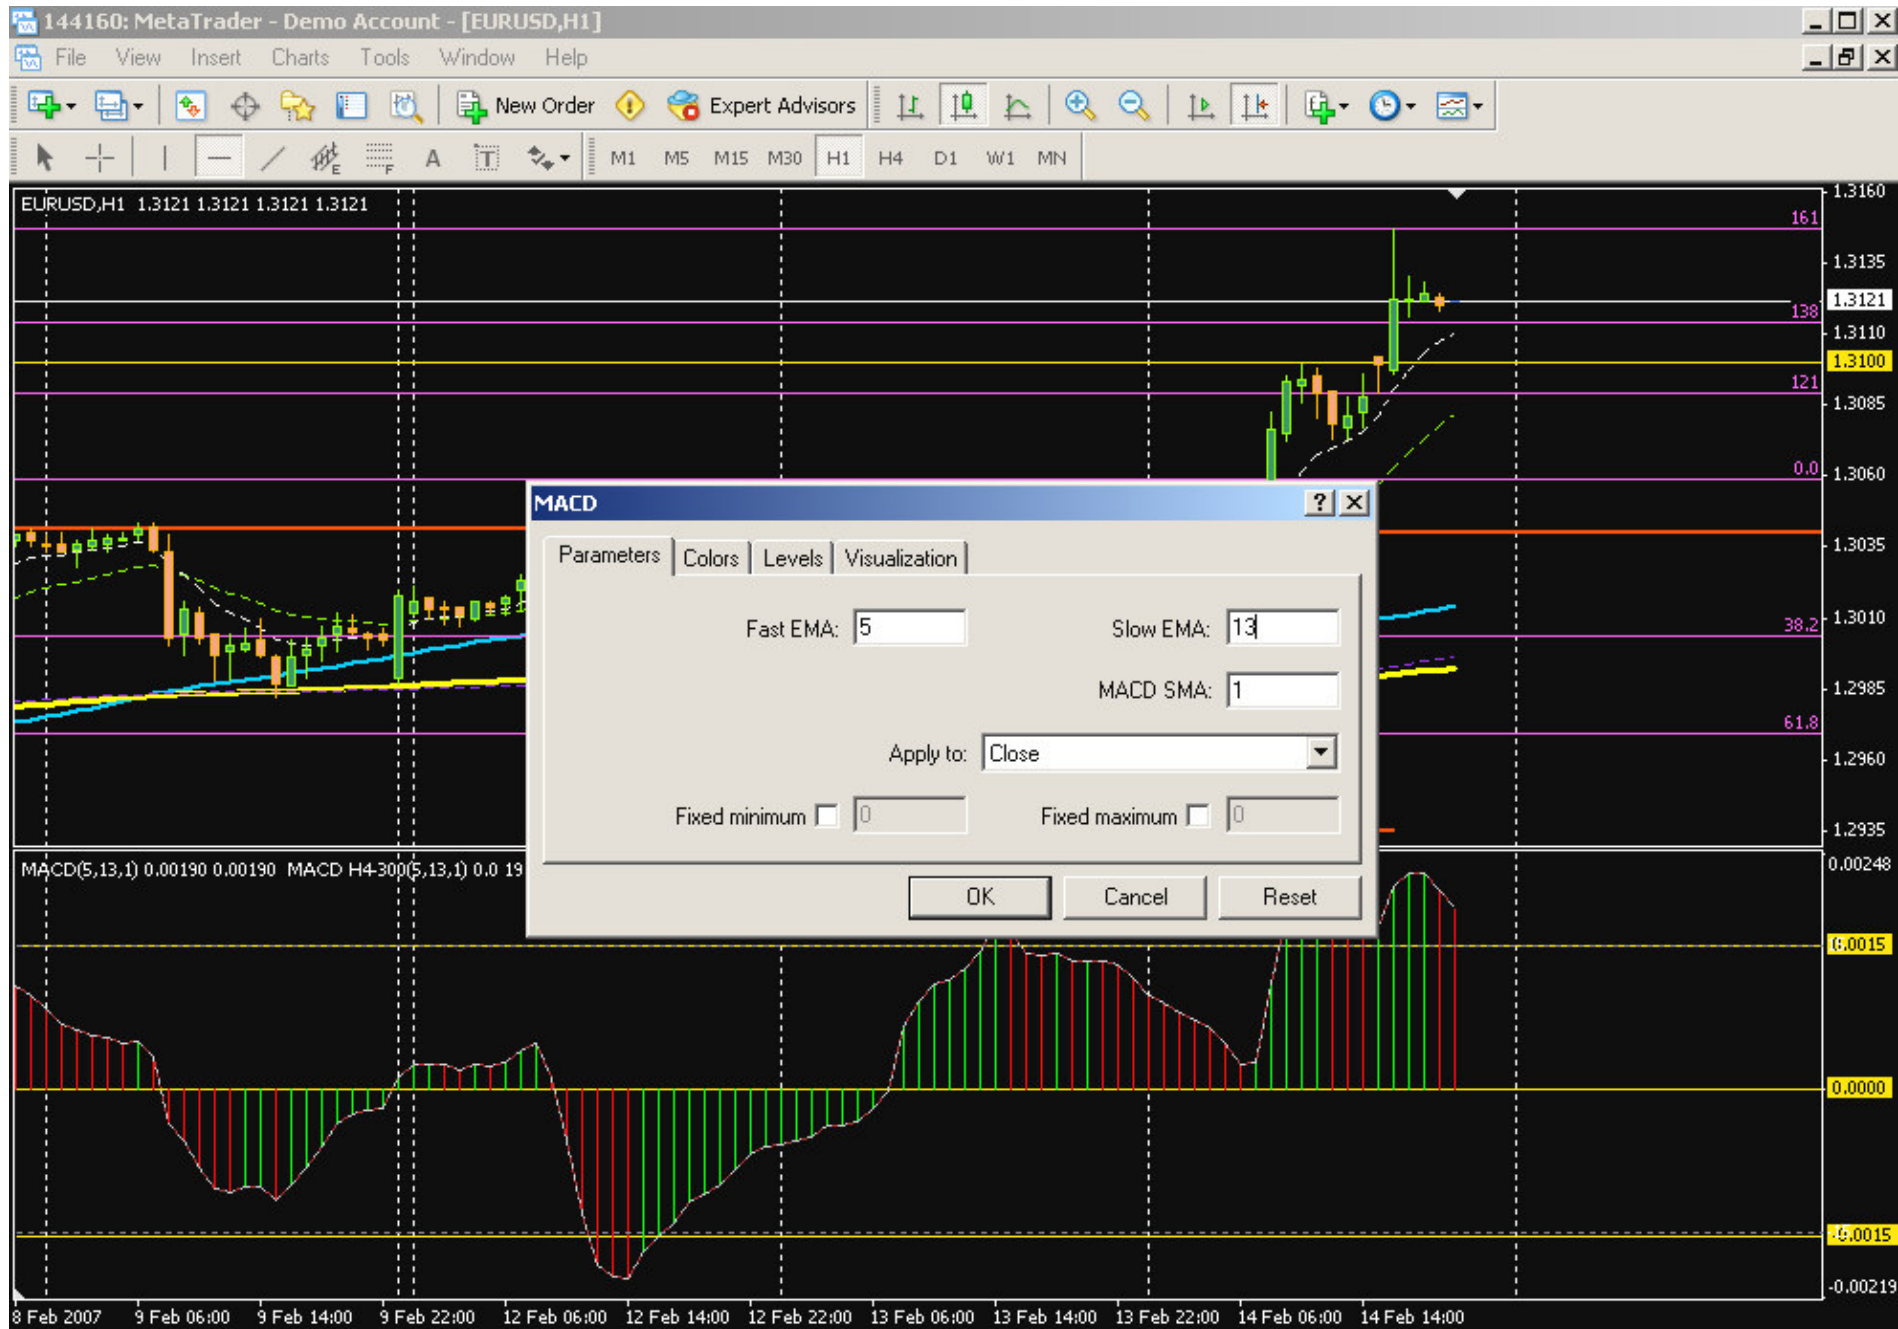 144160: MetaTrader - Demo Account - [EURUSD,H1]
File View Insert Charts Tools Window Help
New Order Expert Advisors
A T M1 M5 M15 M30 H1 H4 D1 W1 MN
EURUSD,H1 1.3121 1.3121 1.3121 1.3121
1.3160
161
1.3135
1.3121
138
1.3110
1.3100
121
1.3085
0.0
1.3060
MACD
Parameters Colors Levels Visualization
1.3035
Fast EMA: 5 Slow EMA: 13
1.3010
38.2
MACD SMA: 1
1.2985
61.8
Apply to: Close
1.2960
Fixed minimum 0 Fixed maximum 0
1.2935
MACD(5,13,1) 0.00190 0.00190 MACD H4-300(5,13,1) 0.0 19
0.00248
OK Cancel Reset
0.0015
0.0000
-0.0015
-0.00219
8 Feb 2007 9 Feb 06:00 9 Feb 14:00 9 Feb 22:00 12 Feb 06:00 12 Feb 14:00 12 Feb 22:00 13 Feb 06:00 13 Feb 14:00 13 Feb 22:00 14 Feb 06:00 14 Feb 14:00